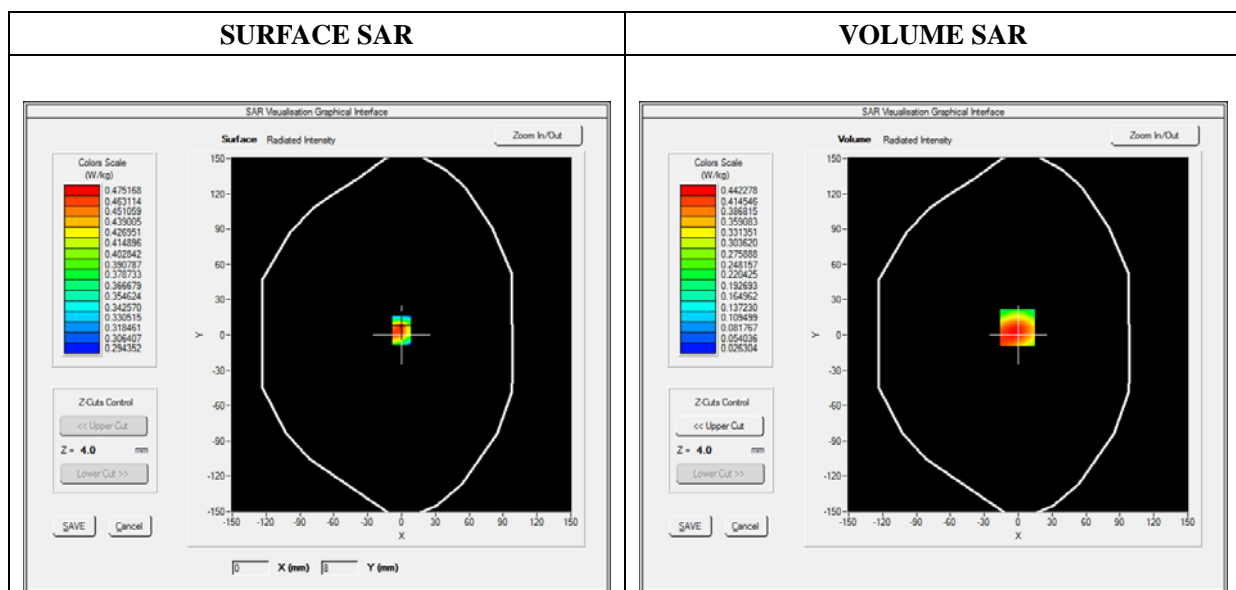 SURFACE SAR
VOLUME SAR
SAR Visualisation Graphical Interface
Surface Radiated Intensity
Zoom In/Out
Colors Scale
(W/kg)
0.475168
0.463114
0.451059
0.439005
0.426951
0.414896
0.402842
0.390787
0.378733
0.366679
0.354624
0.342570
0.330515
0.318461
0.306407
0.294352
Z-Cuts Control
<< Upper Cut
Z = 4.0 mm
Lower Cut >>
SAVE Cancel
150
120
90
60
30
0
-30
-60
-90
-120
-150
Y
-150 -120 -90 -60 -30 0 30 60 90 120 150
X
0 X (mm) 8 Y (mm)
SAR Visualisation Graphical Interface
Volume Radiated Intensity
Zoom In/Out
Colors Scale
(W/kg)
0.442278
0.414546
0.386815
0.359083
0.331351
0.303620
0.275888
0.248157
0.220425
0.192693
0.164962
0.137230
0.109499
0.081767
0.054036
0.026304
Z-Cuts Control
<< Upper Cut
Z = 4.0 mm
Lower Cut >>
SAVE Cancel
150
120
90
60
30
0
-30
-60
-90
-120
-150
Y
-150 -120 -90 -60 -30 0 30 60 90 120 150
X